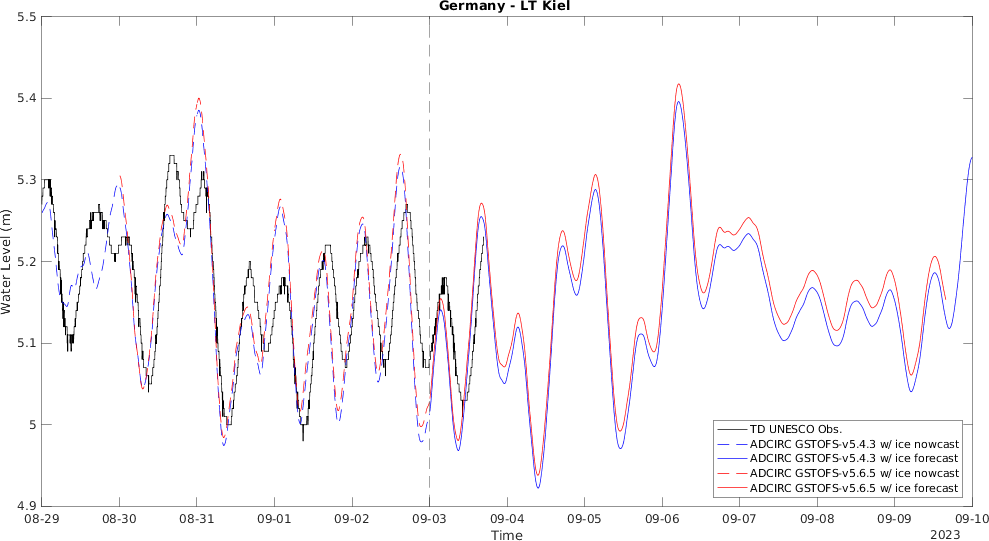 Germany - LT Kiel
5.5
5.4
5.3
5.2
5.1
5
4.9
Water Level (m)
TD UNESCO Obs.
ADCIRC GSTOFS-v5.4.3 w/ ice nowcast
ADCIRC GSTOFS-v5.4.3 w/ ice forecast
ADCIRC GSTOFS-v5.6.5 w/ ice nowcast
ADCIRC GSTOFS-v5.6.5 w/ ice forecast
08-29 08-30 08-31 09-01 09-02 09-03 09-04 09-05 09-06 09-07 09-08 09-09 09-10
Time 2023